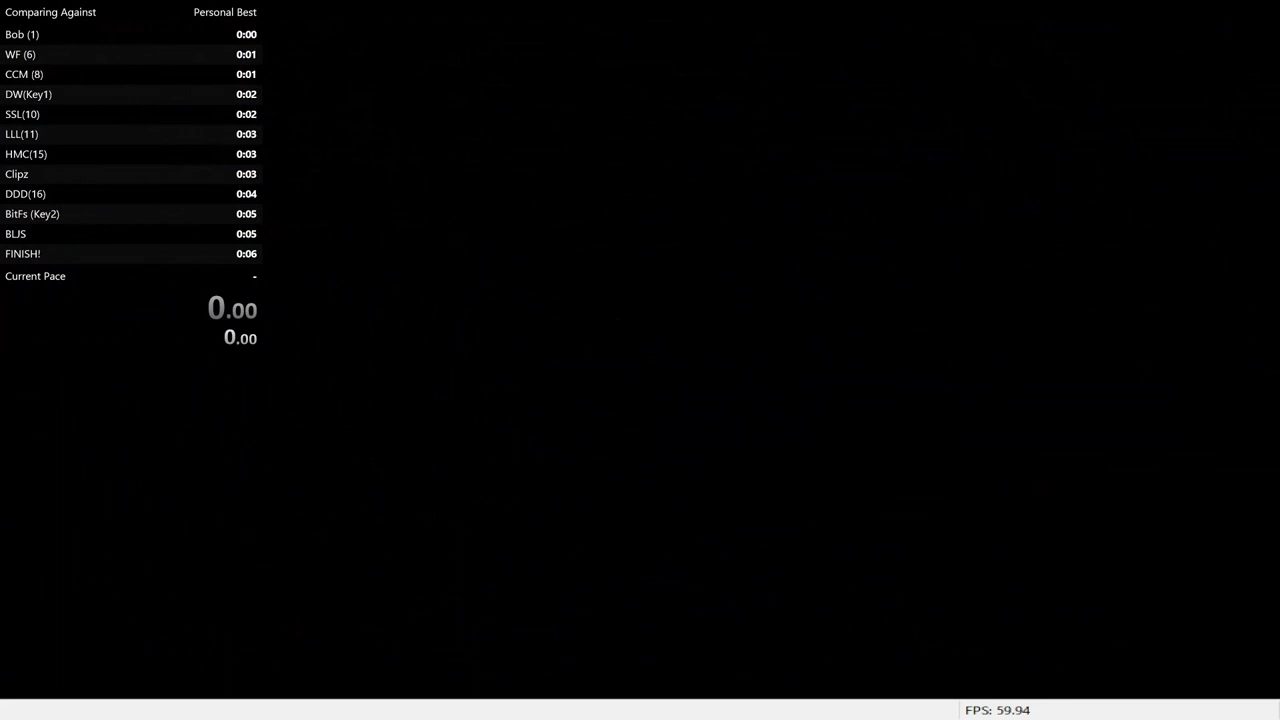 Comparing Against Personal Best
Bob (1) 0:00
WF (6) 0:01
CCM (8) 0:01
DW(Key1) 0:02
SSL(10) 0:02
LLL(11) 0:03
HMC(15) 0:03
Clipz 0:03
DDD(16) 0:04
BitFs (Key2) 0:05
BLJS 0:05
FINISH! 0:06
Current Pace -
0.00
0.00
FPS: 59.94